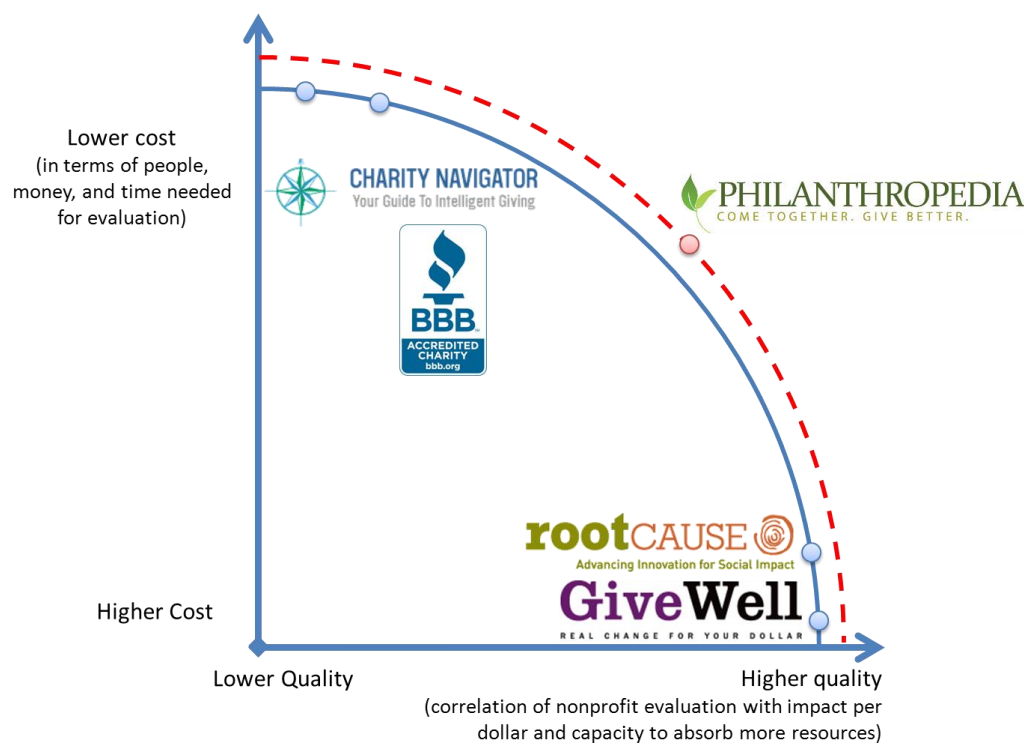 Lower cost
(in terms of people,
money, and time needed
for evaluation)
CHARITY NAVIGATOR
Your Guide To Intelligent Giving
PHILANTHROPEDIA
COME TOGETHER. GIVE BETTER.
BBB
ACCREDITED
CHARITY
bbb.org
rootCAUSE
Advancing Innovation for Social Impact
GiveWell
REAL CHANGE FOR YOUR DOLLAR
Higher Cost
Lower Quality
Higher quality
(correlation of nonprofit evaluation with impact per
dollar and capacity to absorb more resources)